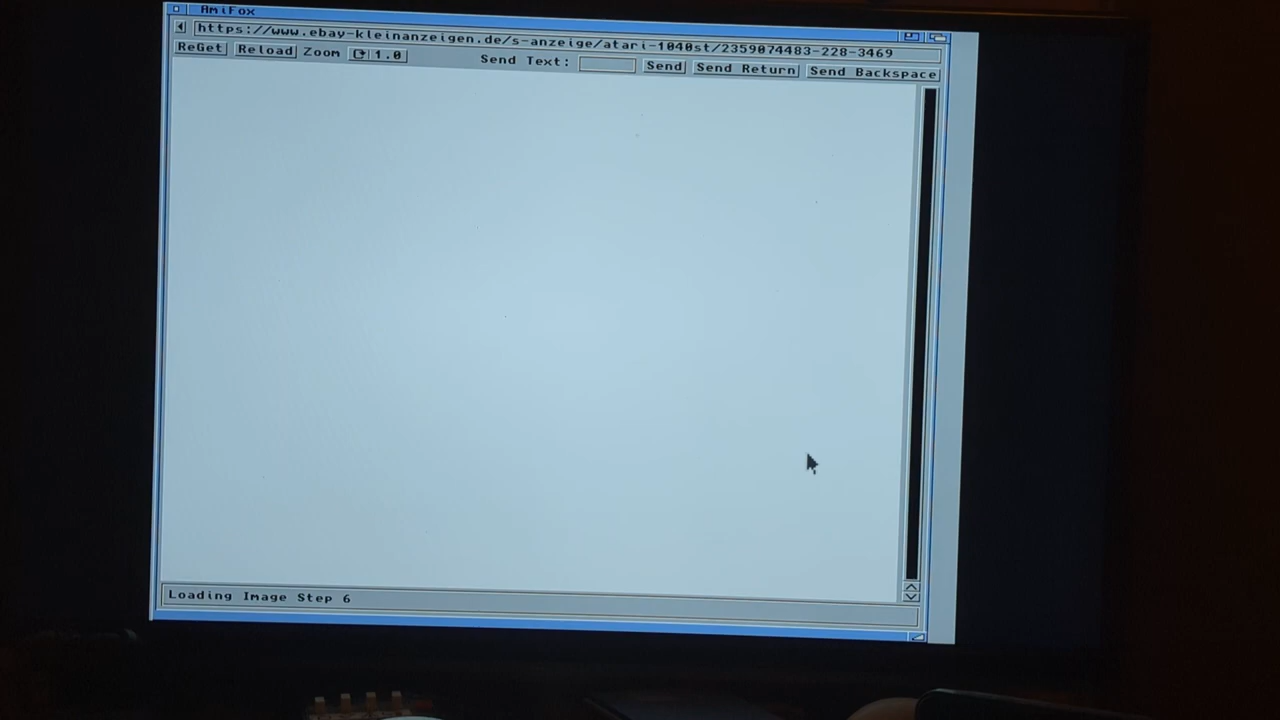 AmiFox
https://www.ebay-kleinanzeigen.de/s-anzeige/atari-1040st/2359074483-228-3469
ReGet Reload Zoom 1.0 Send Text: Send Send Return Send Backspace
Loading Image Step 6